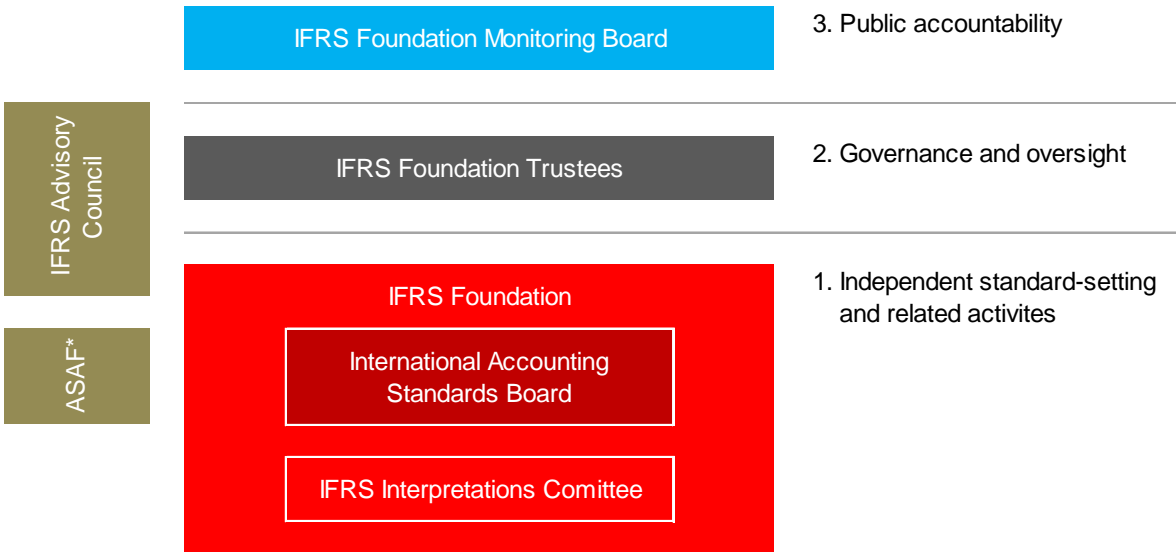 IFRS Foundation Monitoring Board
3. Public accountability
IFRS Advisory
Council
IFRS Foundation Trustees
2. Governance and oversight
ASAF*
IFRS Foundation
1. Independent standard-setting
and related activites
International Accounting
Standards Board
IFRS Interpretations Comittee